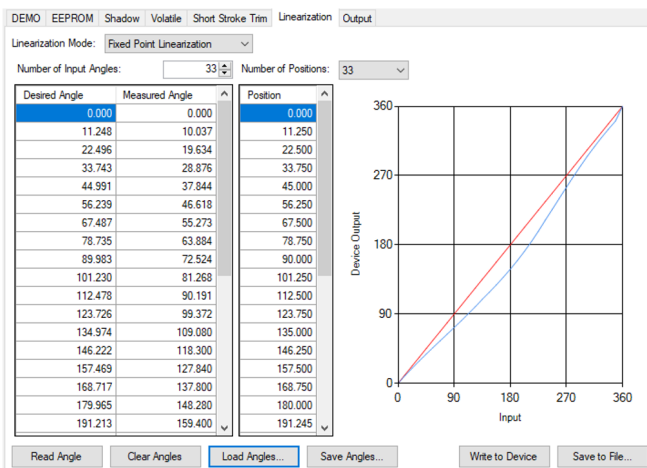 DEMO EEPROM Shadow Volatile Short Stroke Trim Linearization Output
Linearization Mode: Fixed Point Linearization
Number of Input Angles: 33 Number of Positions: 33
Desired Angle Measured Angle Position
0.000 0.000 0.000
11.248 10.037 11.250
22.496 19.634 22.500
33.743 28.876 33.750
44.991 37.844 45.000
56.239 46.618 56.250
67.487 55.273 67.500
78.735 63.884 78.750
89.983 72.524 90.000
101.230 81.268 101.250
112.478 90.191 112.500
123.726 99.372 123.750
134.974 109.080 135.000
146.222 118.300 146.250
157.469 127.840 157.500
168.717 137.800 168.750
179.965 148.280 180.000
191.213 159.400 191.245
360
270
180
90
0
Device Output
0 90 180 270 360
Input
Read Angle Clear Angles Load Angles... Save Angles... Write to Device Save to File...